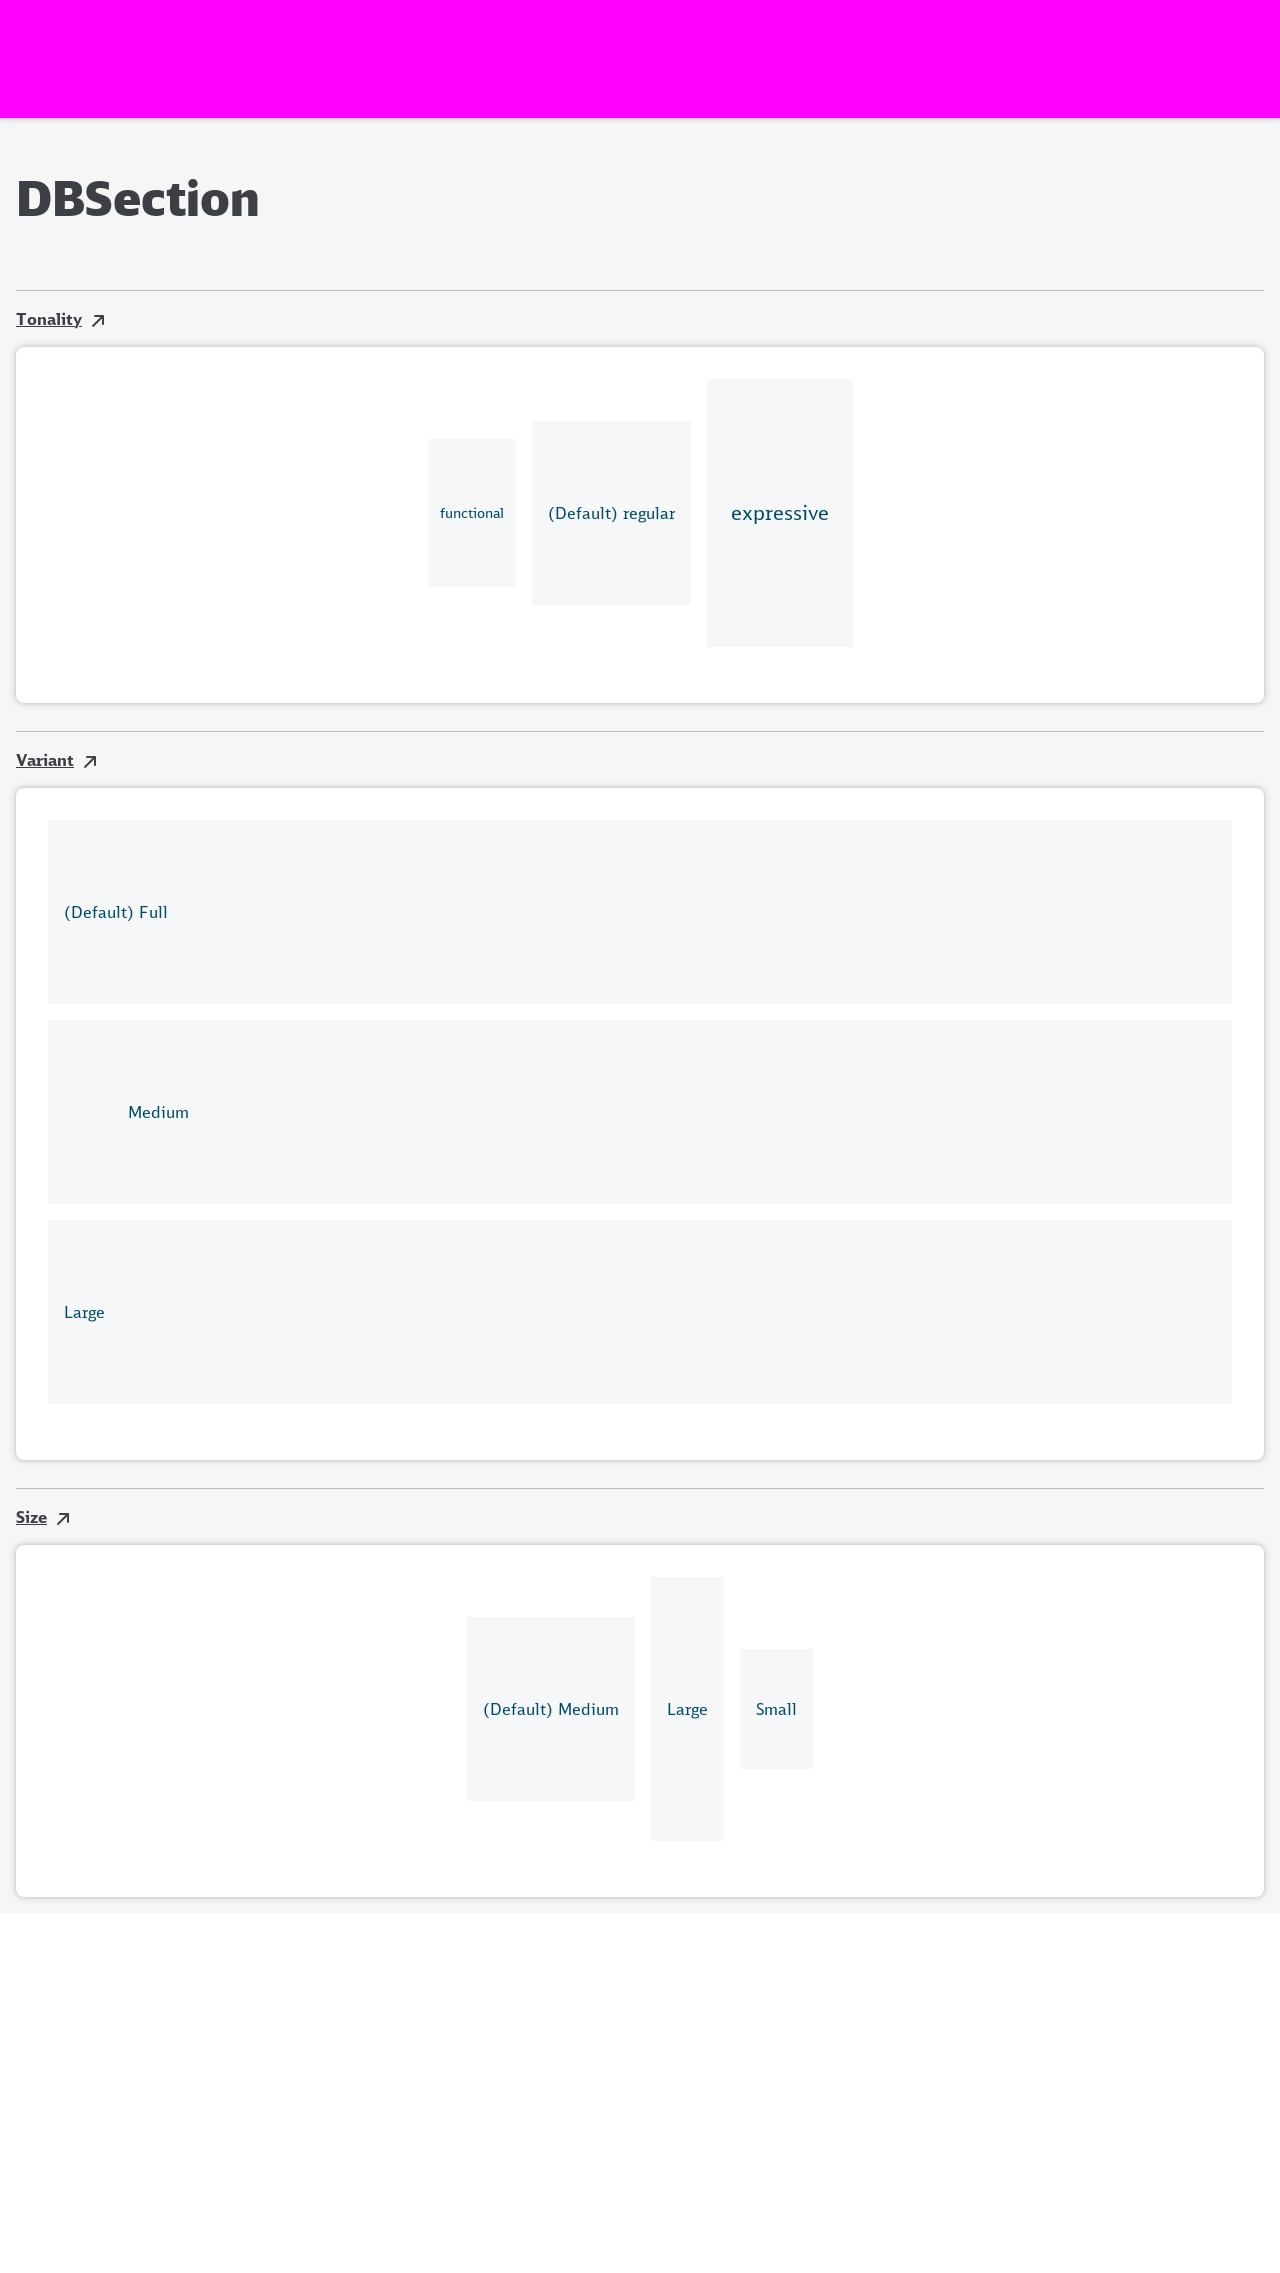 DBSection
Tonality
functional
(Default) regular
expressive
Variant
(Default) Full
Medium
Large
Size
(Default) Medium
Large
Small